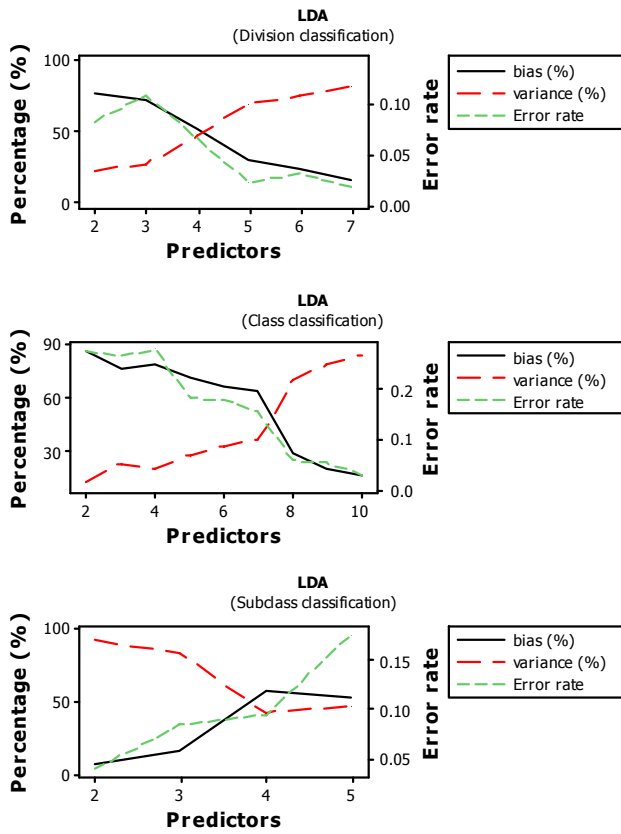 LDA
(Division classification)
Percentage (%)
100
50
0
2 3 4 5 6 7
Predictors
0.10
0.05
0.00
Error rate
bias (%)
variance (%)
Error rate
LDA
(Class classification)
Percentage (%)
90
60
30
2 4 6 8 10
Predictors
0.2
0.1
0.0
Error rate
bias (%)
variance (%)
Error rate
LDA
(Subclass classification)
Percentage (%)
100
50
0
2 3 4 5
Predictors
0.15
0.10
0.05
Error rate
bias (%)
variance (%)
Error rate